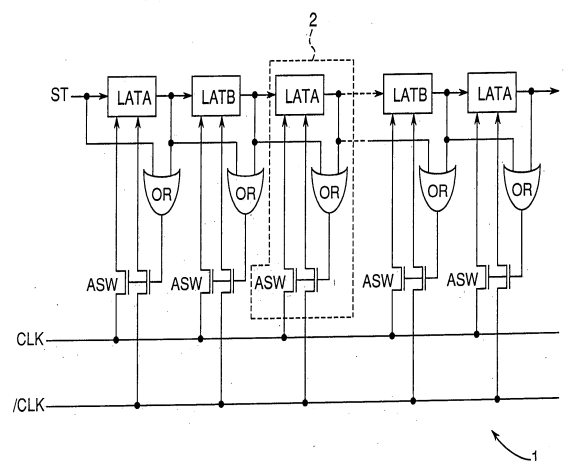 2
ST LATA LATB LATA LATB LATA
OR OR OR OR OR
ASW ASW ASW ASW ASW
CLK
/CLK
1